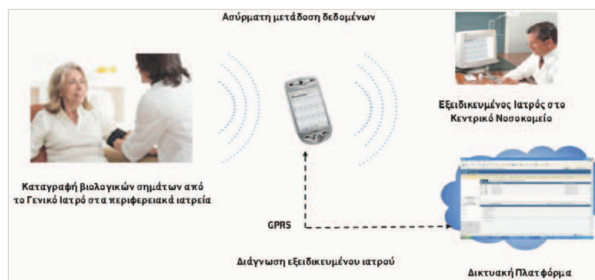 Ασύρματη μετάδοση δεδομένων
Εξειδικευμένος Ιατρός στο
Κεντρικό Νοσοκομείο
Καταγραφή βιολογικών σημάτων από
το Γενικό Ιατρό στα περιφερειακά ιατρεία
GPRS
Διάγνωση εξειδικευμένου ιατρού
Δικτυακή Πλατφόρμα